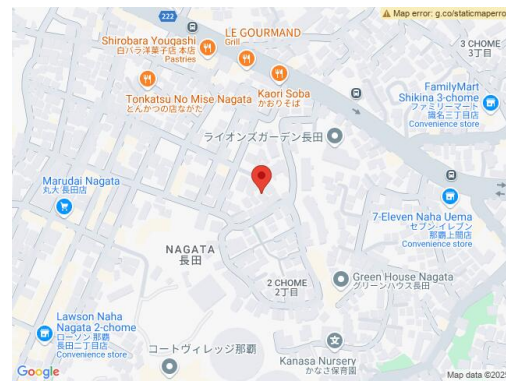 Map error: g.co/staticmaperro
222
LE GOURMAND
Grill
Shirobara Yougashi
白バラ洋菓子店 本店
Pastries
3 CHOME
3丁目
Kaori Soba
かおりそば
Tonkatsu No Mise Nagata
とんかつの店ながた
FamilyMart
Shikina 3-chome
ファミリーマート
識名三丁目店
Convenience store
ライオンズガーデン長田
Marudai Nagata
丸大 長田店
7-Eleven Naha Uema
セブン-イレブン
那覇上間店
Convenience store
NAGATA
長田
2 CHOME
2丁目
Green House Nagata
グリーンハウス長田
Lawson Naha
Nagata 2-chome
ローソン 那覇
長田二丁目店
Convenience store
コートヴィレッジ那覇
Kanasa Nursery
かなさ保育園
Google
Map data ©2025